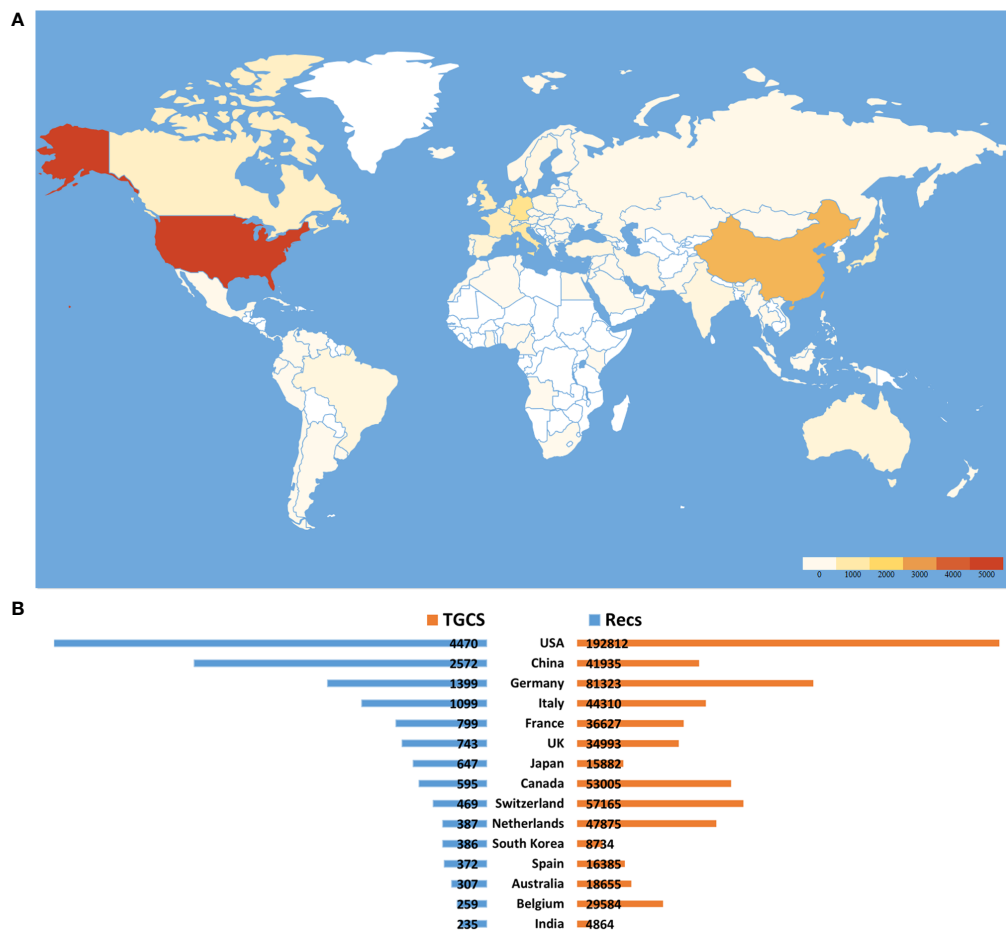 A
0 1000 2000 3000 4000 5000
B
TGCS Recs
4470 USA 192812
2572 China 41935
1399 Germany 81323
1099 Italy 44310
799 France 36627
743 UK 34993
647 Japan 15882
595 Canada 53005
469 Switzerland 57165
387 Netherlands 47875
386 South Korea 8734
372 Spain 16385
307 Australia 18655
259 Belgium 29584
235 India 4864